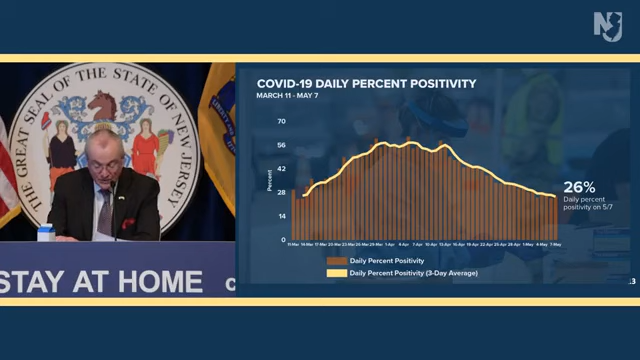 NJ
THE GREAT SEAL OF THE STATE OF NEW JERSEY
STAY AT HOME
COVID-19 DAILY PERCENT POSITIVITY
MARCH 11 - MAY 7
70
56
42
28
14
0
Percent
26%
Daily percent
positivity on 5/7
Daily Percent Positivity
Daily Percent Positivity (3-Day Average)